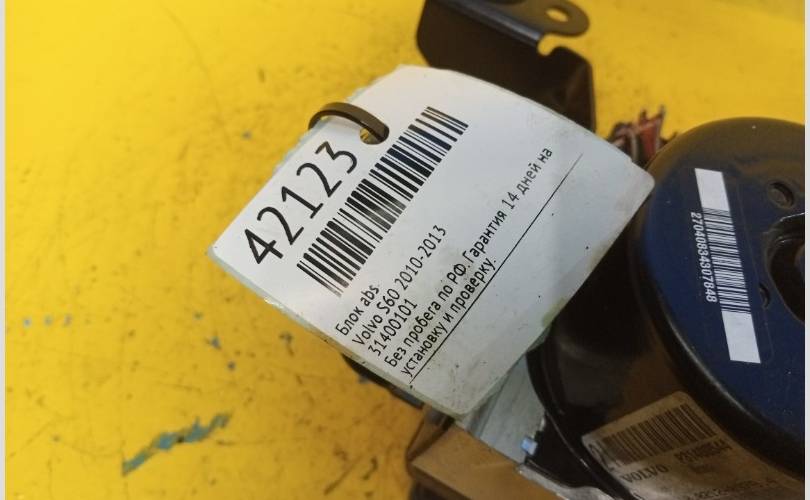 42123
Блок abs
Volvo S60 2010-2013
31400101
Без пробега по РФ. Гарантия 14 дней на
установку и проверку.
27040834307848
VOLVO